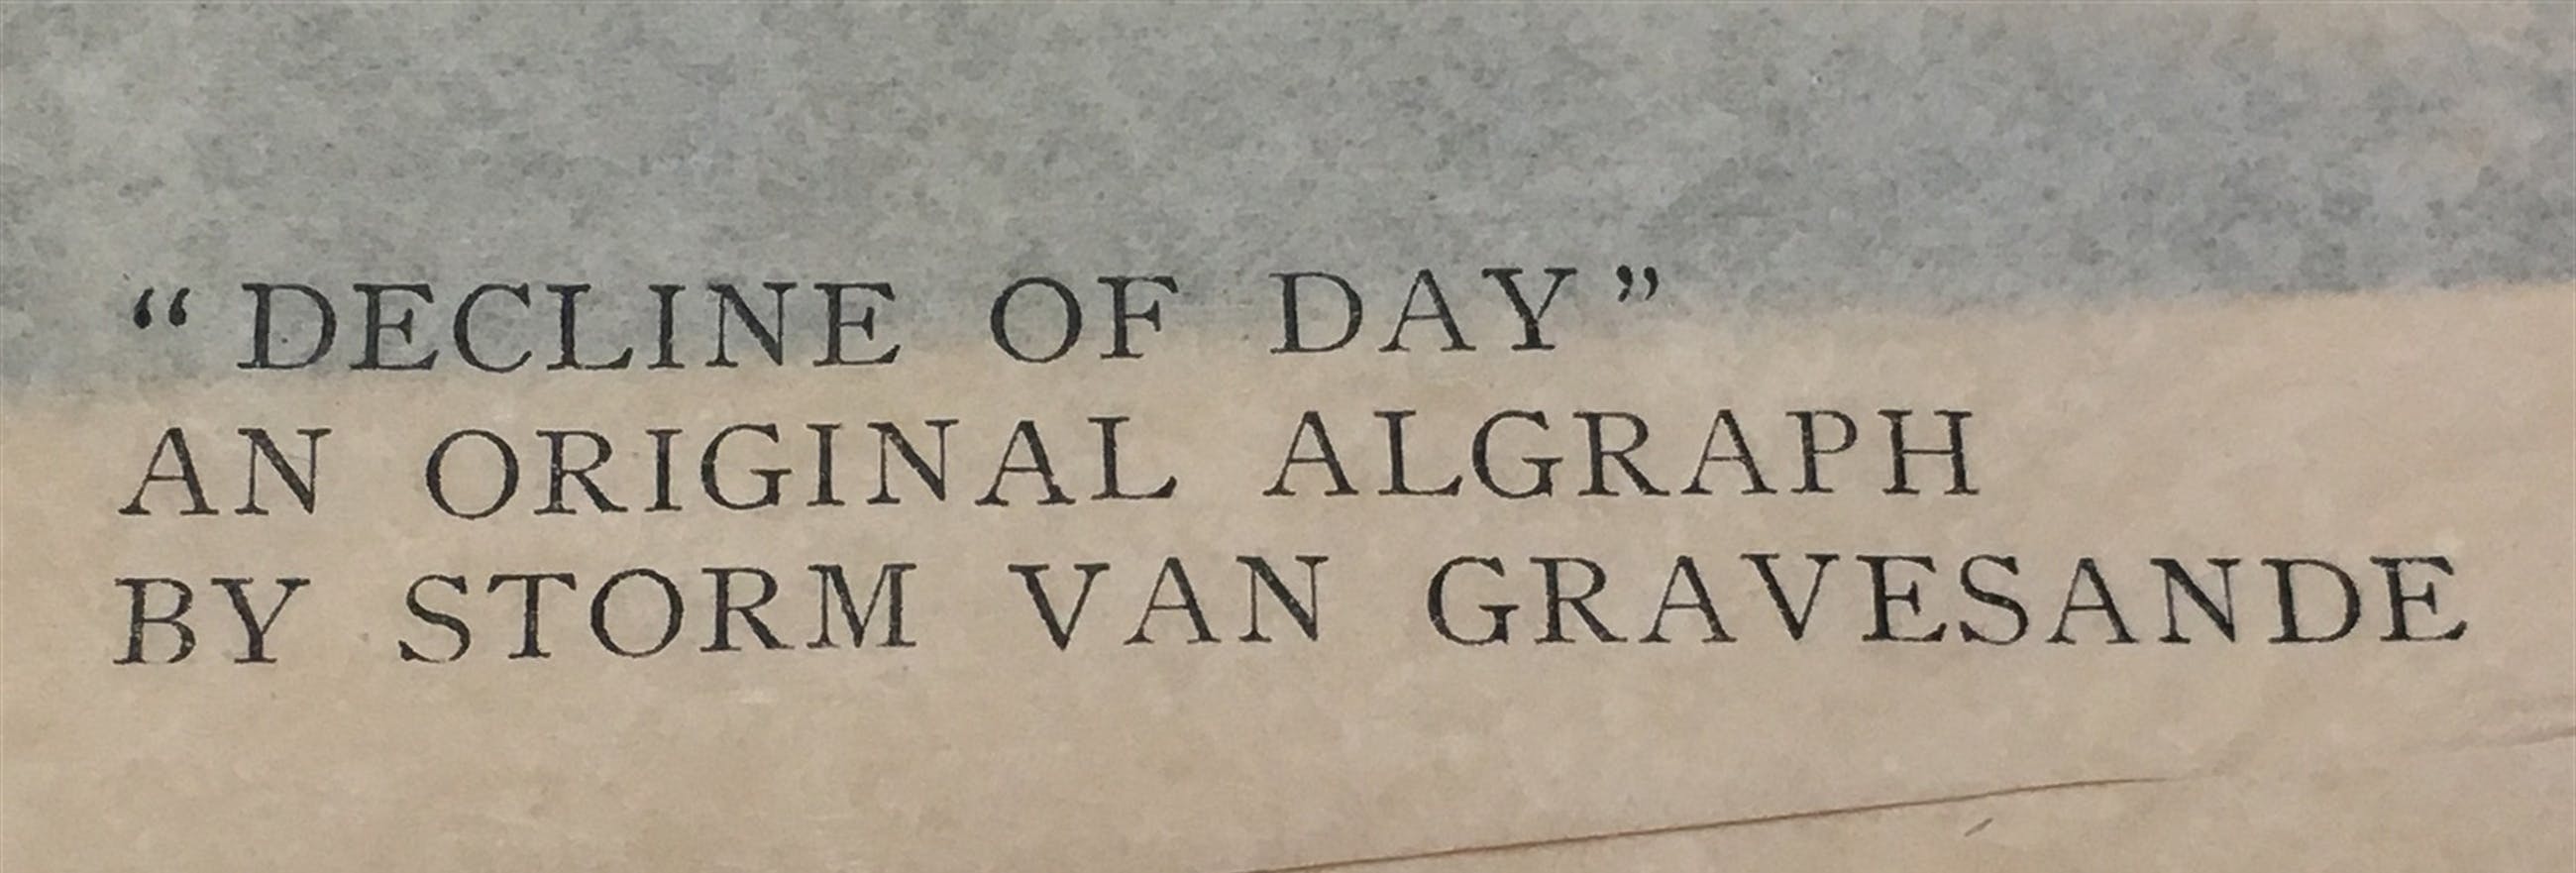 “DECLINE OF DAY”
AN ORIGINAL ALGRAPH
BY STORM VAN GRAVESANDE